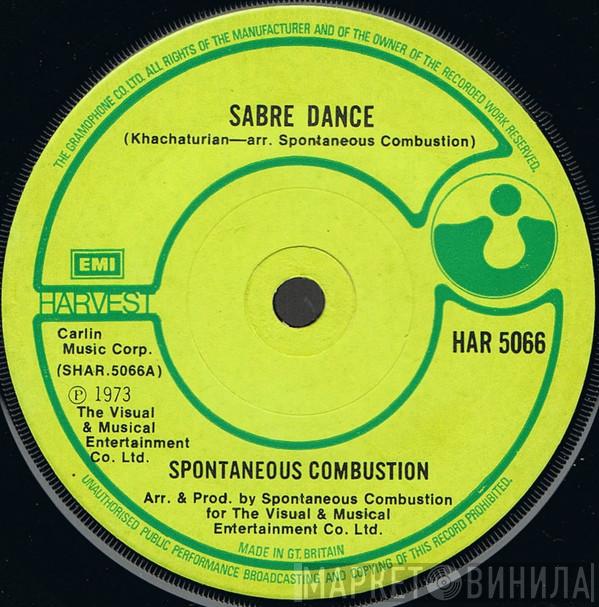 THE GRAMOPHONE CO. LTD. ALL RIGHTS OF THE MANUFACTURER AND OF THE OWNER OF THE RECORDED WORK RESERVED.
SABRE DANCE
(Khachaturian—arr. Spontaneous Combustion)
EMI
HARVEST
Carlin
Music Corp.
(SHAR.5066A)
Ⓟ 1973
The Visual
& Musical
Entertainment
Co. Ltd.
HAR 5066
SPONTANEOUS COMBUSTION
Arr. & Prod. by Spontaneous Combustion
for The Visual & Musical
Entertainment Co. Ltd.
MADE IN GT. BRITAIN
UNAUTHORISED PUBLIC PERFORMANCE BROADCASTING AND COPYING OF THIS RECORD PROHIBITED.
МАРКЕТ ВИНИЛА